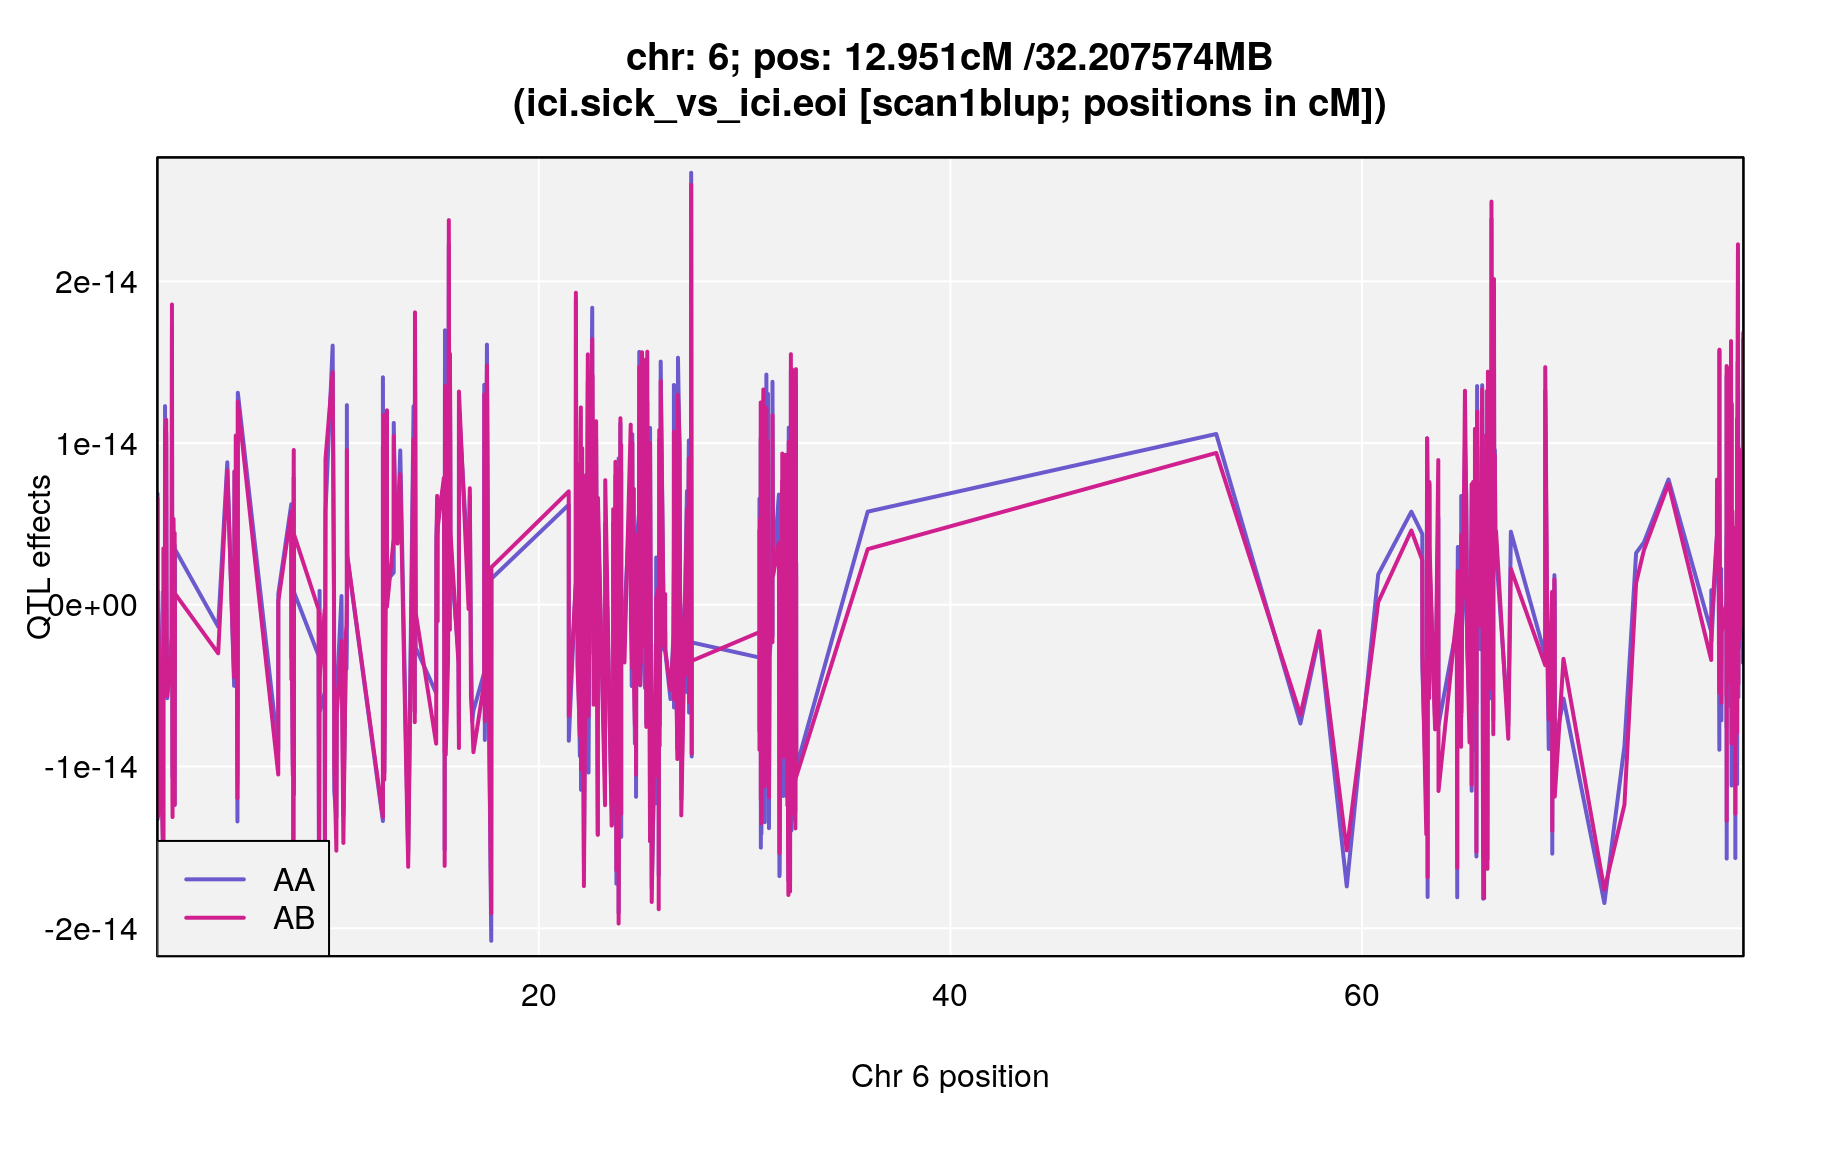 chr: 6; pos: 12.951cM /32.207574MB
(ici.sick_vs_ici.eoi [scan1blup; positions in cM])
QTL effects
2e-14
1e-14
0e+00
-1e-14
-2e-14
AA
AB
20
40
60
Chr 6 position